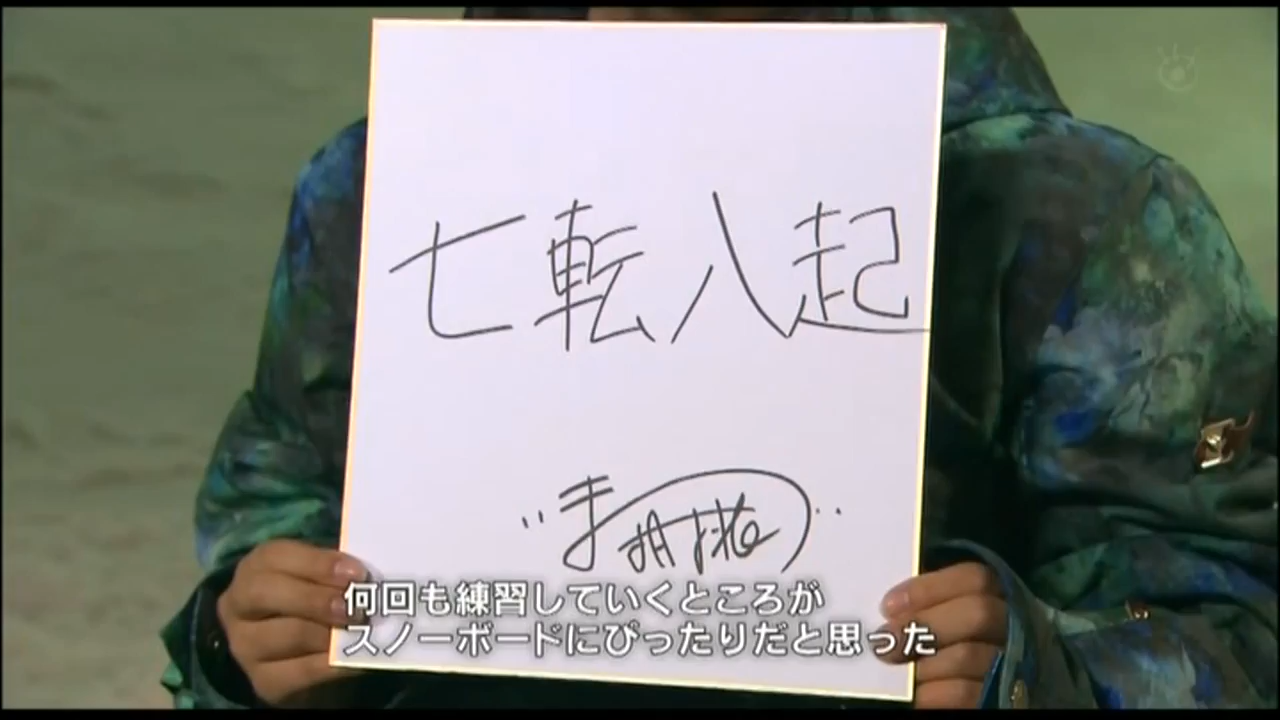 七転八起
何回も練習していくところが
スノーボードにぴったりだと思った